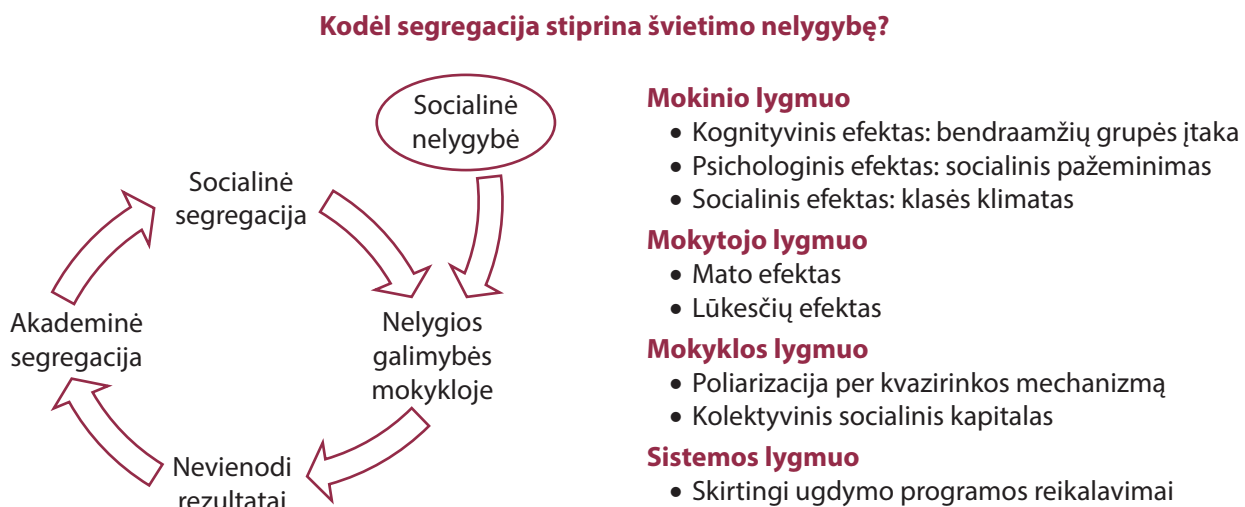 Kodėl segregacija stiprina švietimo nelygybę?
Socialinė
nelygybė
Socialinė
segregacija
Akademinė
segregacija
Nelygios
galimybės
mokykloje
Nevienodi
rezultatai
Mokinio lygmuo
• Kognityvinis efektas: bendraamžių grupės įtaka
• Psichologinis efektas: socialinis pažeminimas
• Socialinis efektas: klasės klimatas
Mokytojo lygmuo
• Mato efektas
• Lūkesčių efektas
Mokyklos lygmuo
• Poliarizacija per kvazirinkos mechanizmą
• Kolektyvinis socialinis kapitalas
Sistemos lygmuo
• Skirtingi ugdymo programos reikalavimai